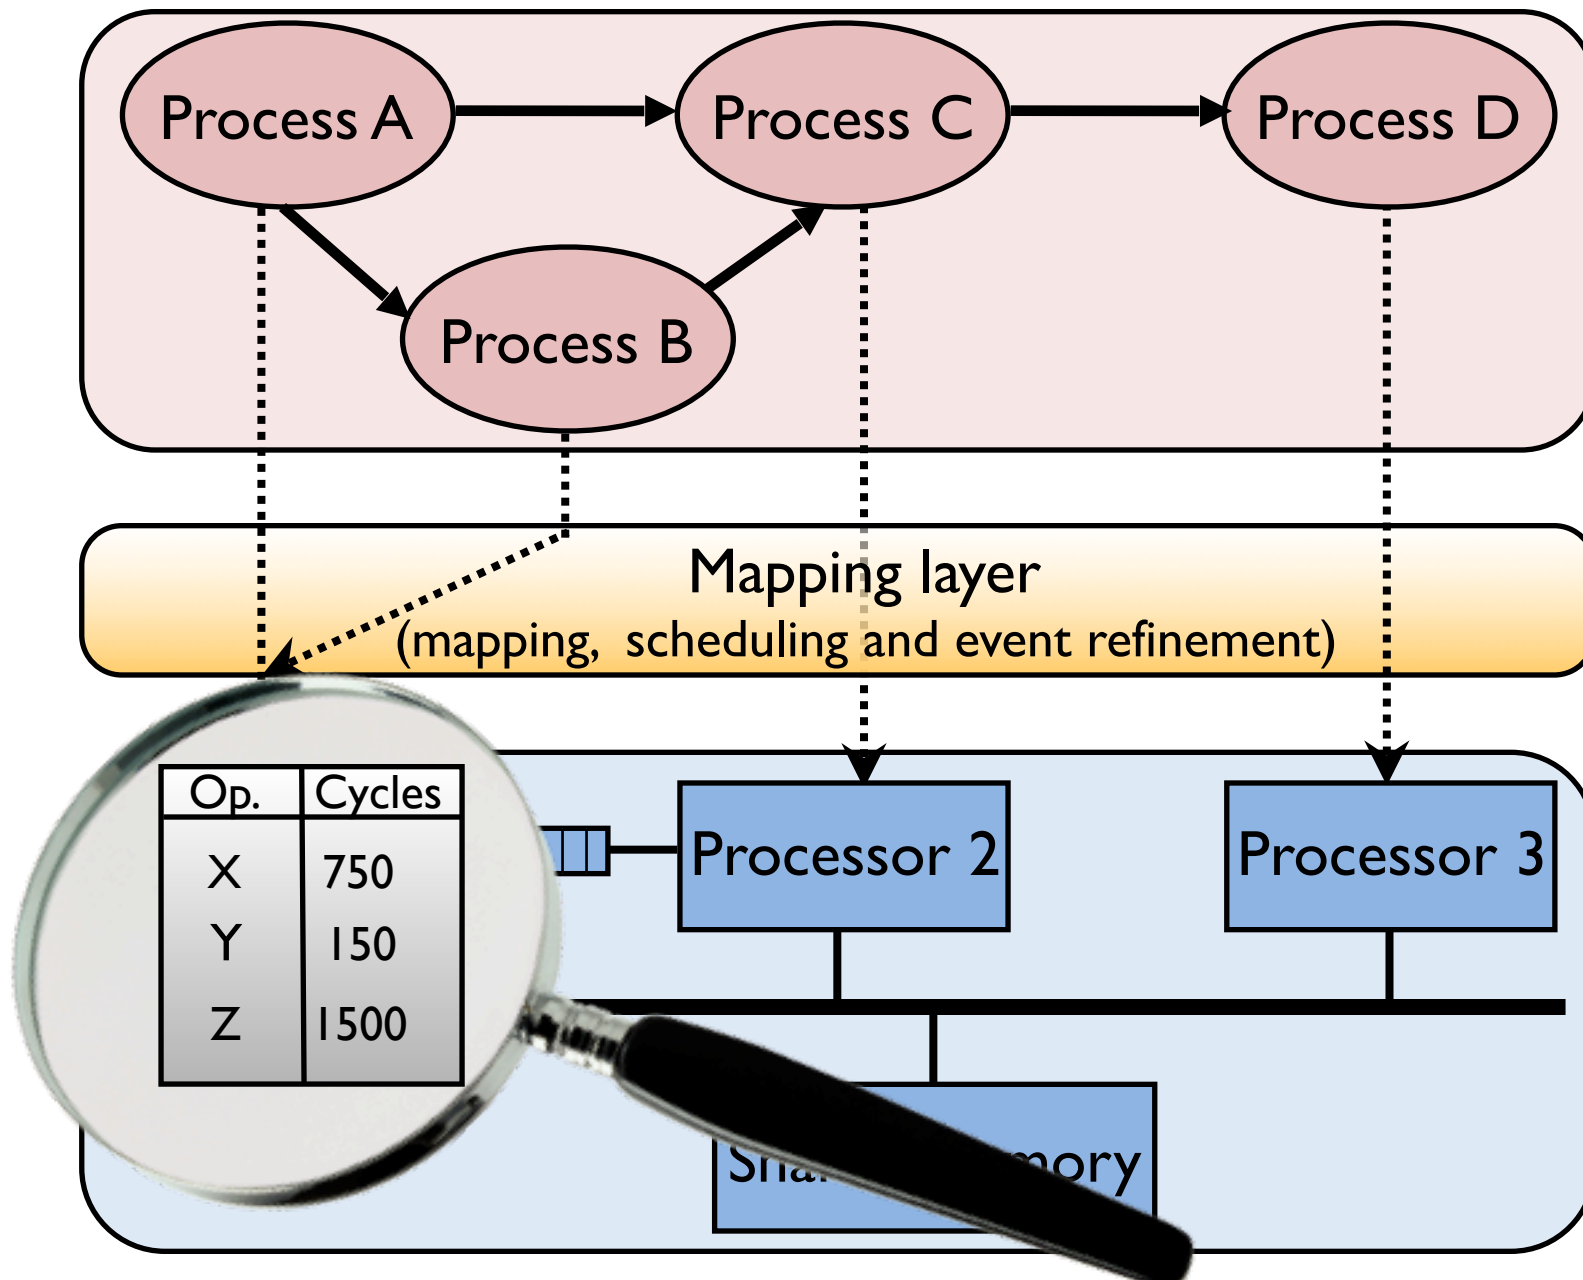 Process A
Process C
Process D
Process B
Mapping layer
(mapping, scheduling and event refinement)
Op. Cycles
X 750
Y 150
Z 1500
Processor 2
Processor 3